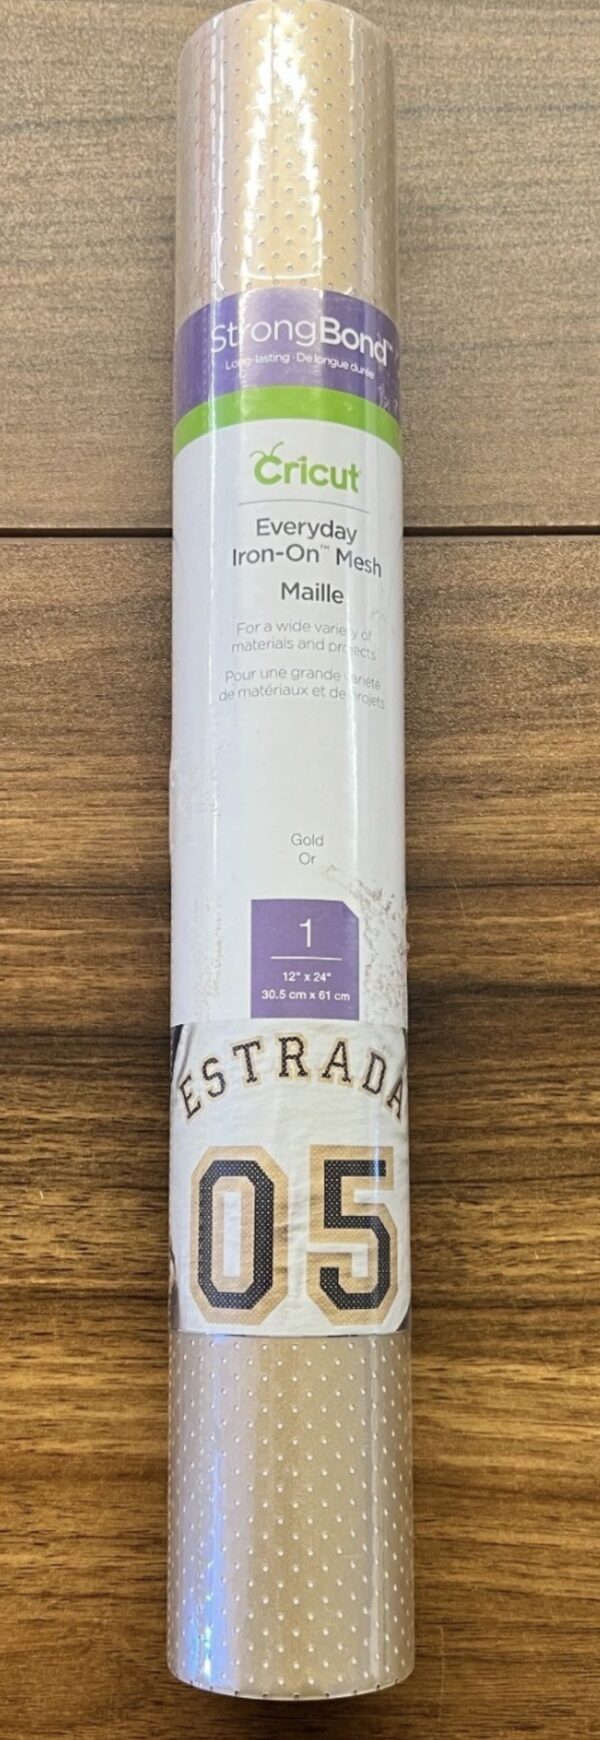 StrongBond™
Long-lasting · De longue durée
Cricut
Everyday
Iron-On™ Mesh
Maille
For a wide variety of
materials and projects
Pour une grande variété
de matériaux et de projets
Gold
Or
1
12" x 24"
30.5 cm x 61 cm
ESTRADA
05